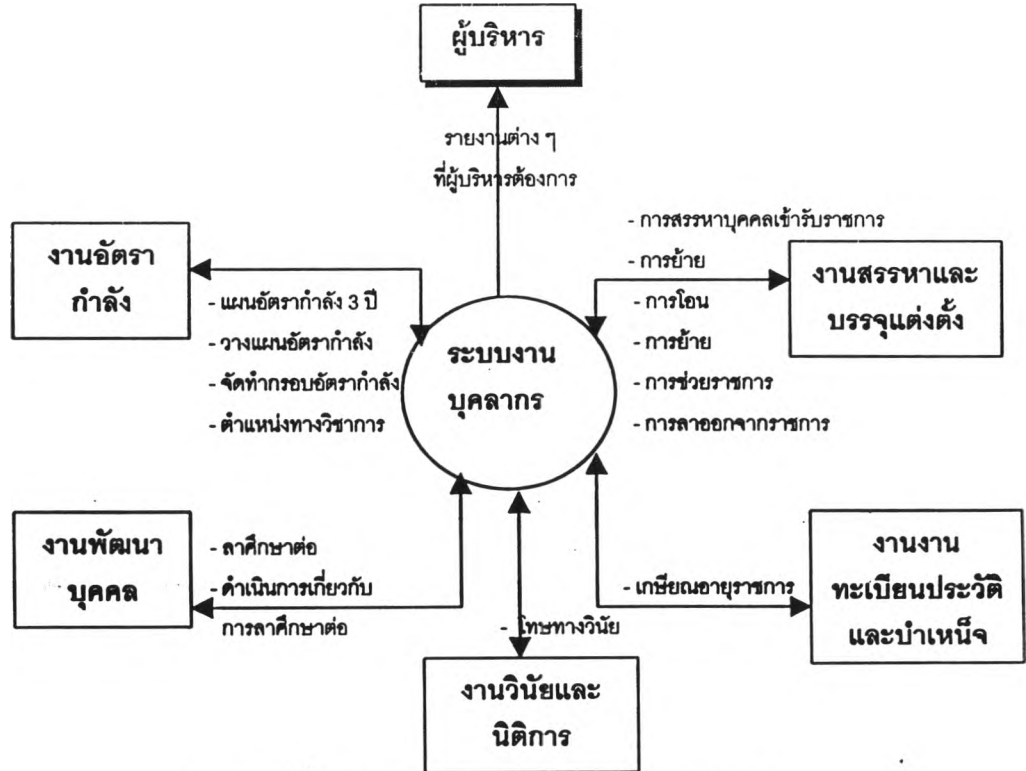 ผู้บริหาร
รายงานต่าง ๆ
ที่ผู้บริหารต้องการ
งานอัตรา
กำลัง
- แผนอัตรากำลัง 3 ปี
- วางแผนอัตรากำลัง
- จัดทำกรอบอัตรากำลัง
- ตำแหน่งทางวิชาการ
ระบบงาน
บุคลากร
- การสรรหาบุคคลเข้ารับราชการ
- การย้าย
- การโอน
- การย้าย
- การช่วยราชการ
- การลาออกจากราชการ
งานสรรหาและ
บรรจุแต่งตั้ง
งานพัฒนา
บุคคล
- ลาศึกษาต่อ
- ดำเนินการเกี่ยวกับ
การลาศึกษาต่อ
- โทษทางวินัย
งานวินัยและ
นิติการ
- เกษียณอายุราชการ
งานงาน
ทะเบียนประวัติ
และบำเหน็จ